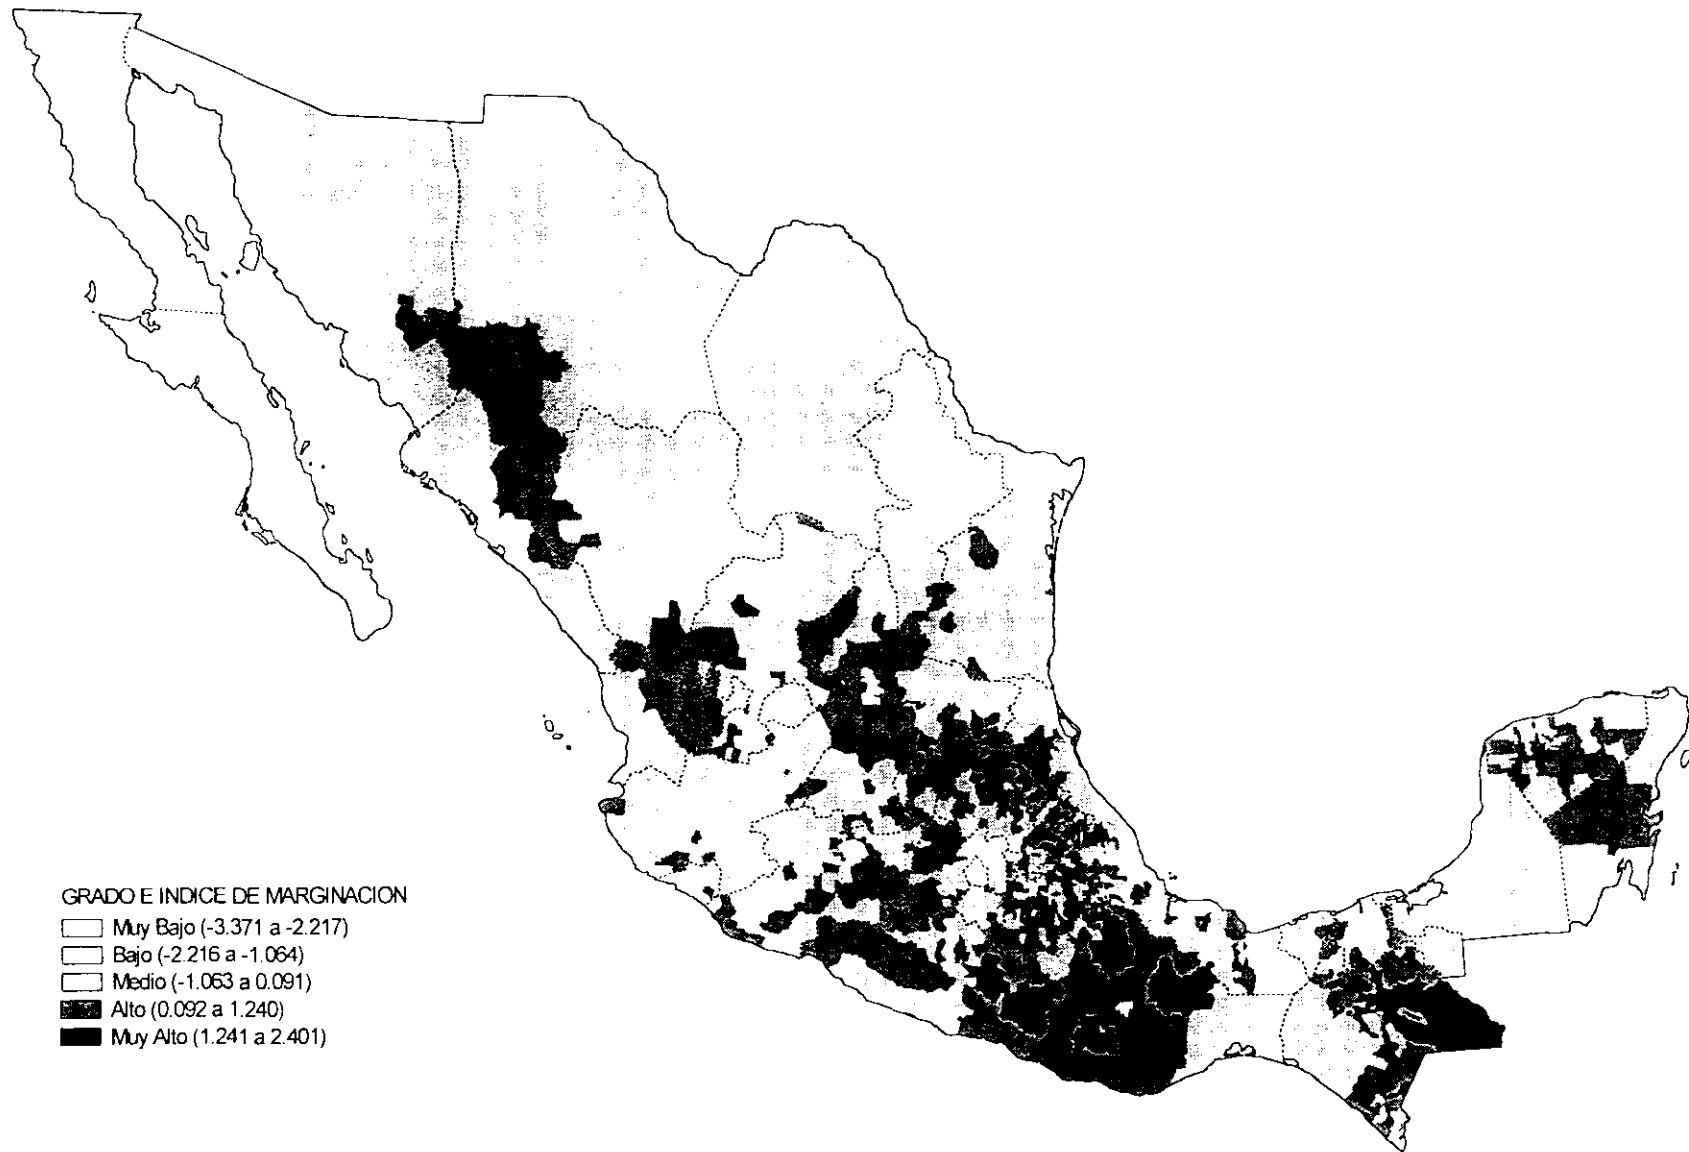 GRADO E INDICE DE MARGINACION
Muy Bajo (-3.371 a -2.217)
Bajo (-2.216 a -1.064)
Medio (-1.063 a 0.091)
Alto (0.092 a 1.240)
Muy Alto (1.241 a 2.401)